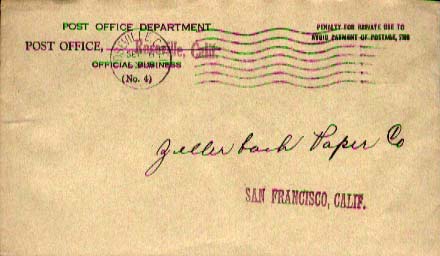 POST OFFICE DEPARTMENT
POST OFFICE, Roseville, Calif.
OFFICIAL BUSINESS
(No. 4)
PENALTY FOR PRIVATE USE TO
AVOID PAYMENT OF POSTAGE, $300
Zellerbach Paper Co
SAN FRANCISCO, CALIF.